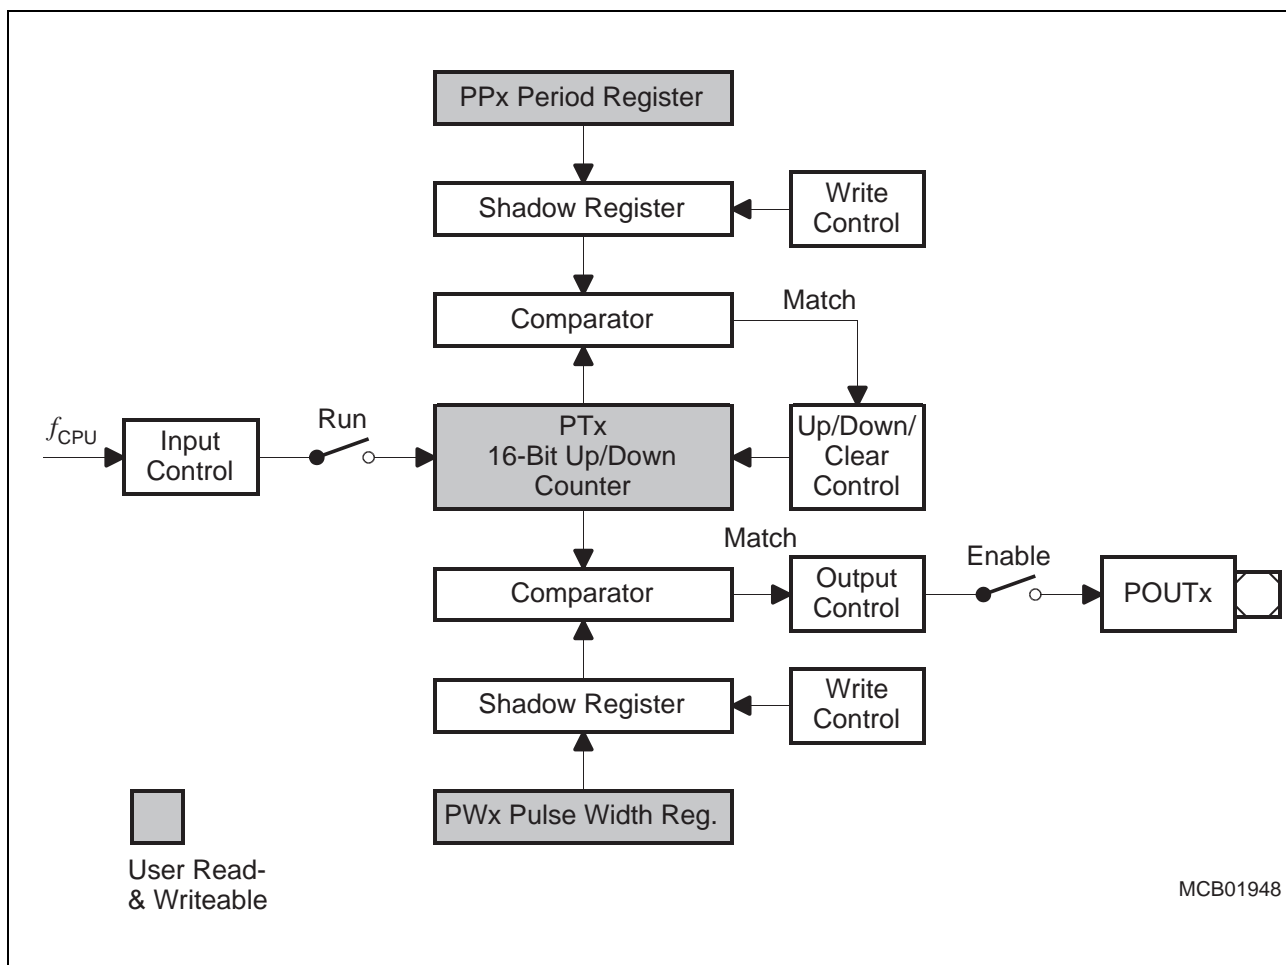 PPx Period Register
Shadow Register
Write
Control
Comparator
Match
fCPU
Input
Control
Run
PTx
16-Bit Up/Down
Counter
Up/Down/
Clear
Control
Match
Comparator
Output
Control
Enable
POUTx
Shadow Register
Write
Control
PWx Pulse Width Reg.
User Read-
& Writeable
MCB01948